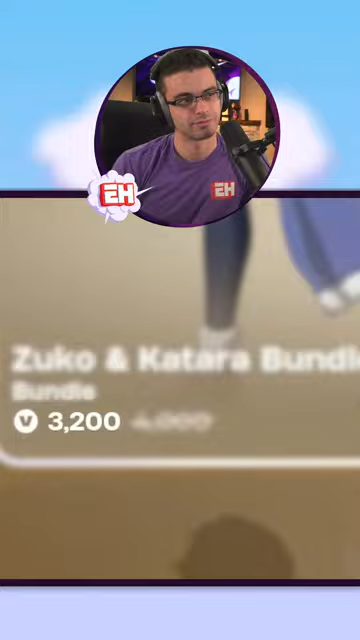 EH
EH
Zuko & Katara Bundle
Bundle
V 3,200 4,000